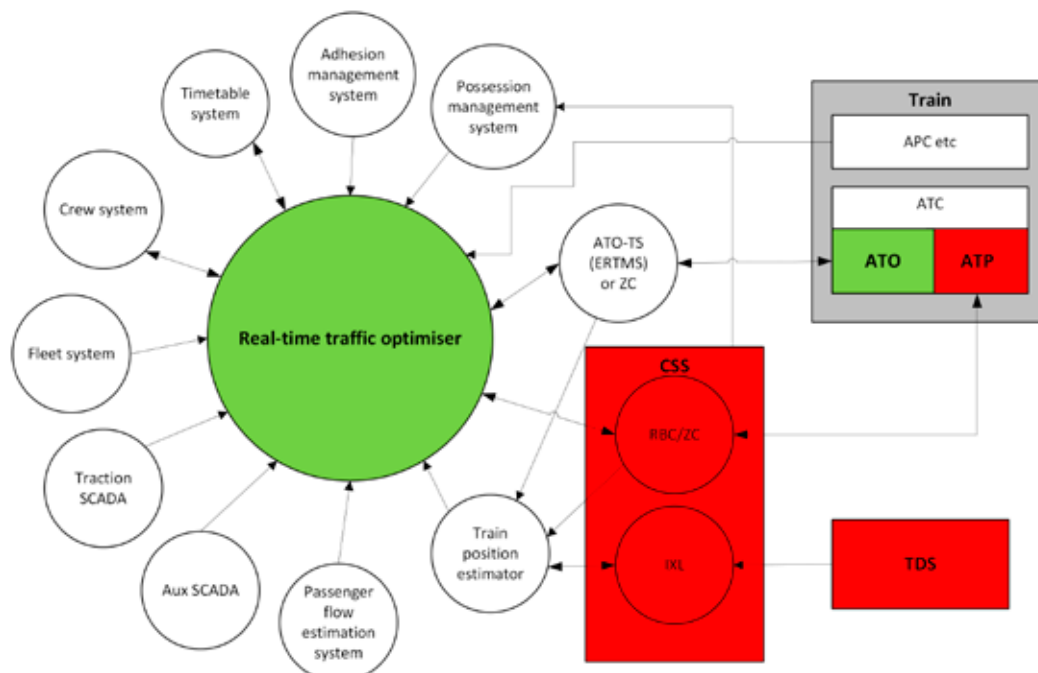 Adhesion
management
system
Timetable
system
Possession
management
system
Train
APC etc
Crew system
ATC
ATO-TS
(ERTMS)
or ZC
ATO
ATP
Real-time traffic optimiser
Fleet system
CSS
RBC/ZC
Traction
SCADA
Train
position
estimator
IXL
TDS
Aux SCADA
Passenger
flow
estimation
system